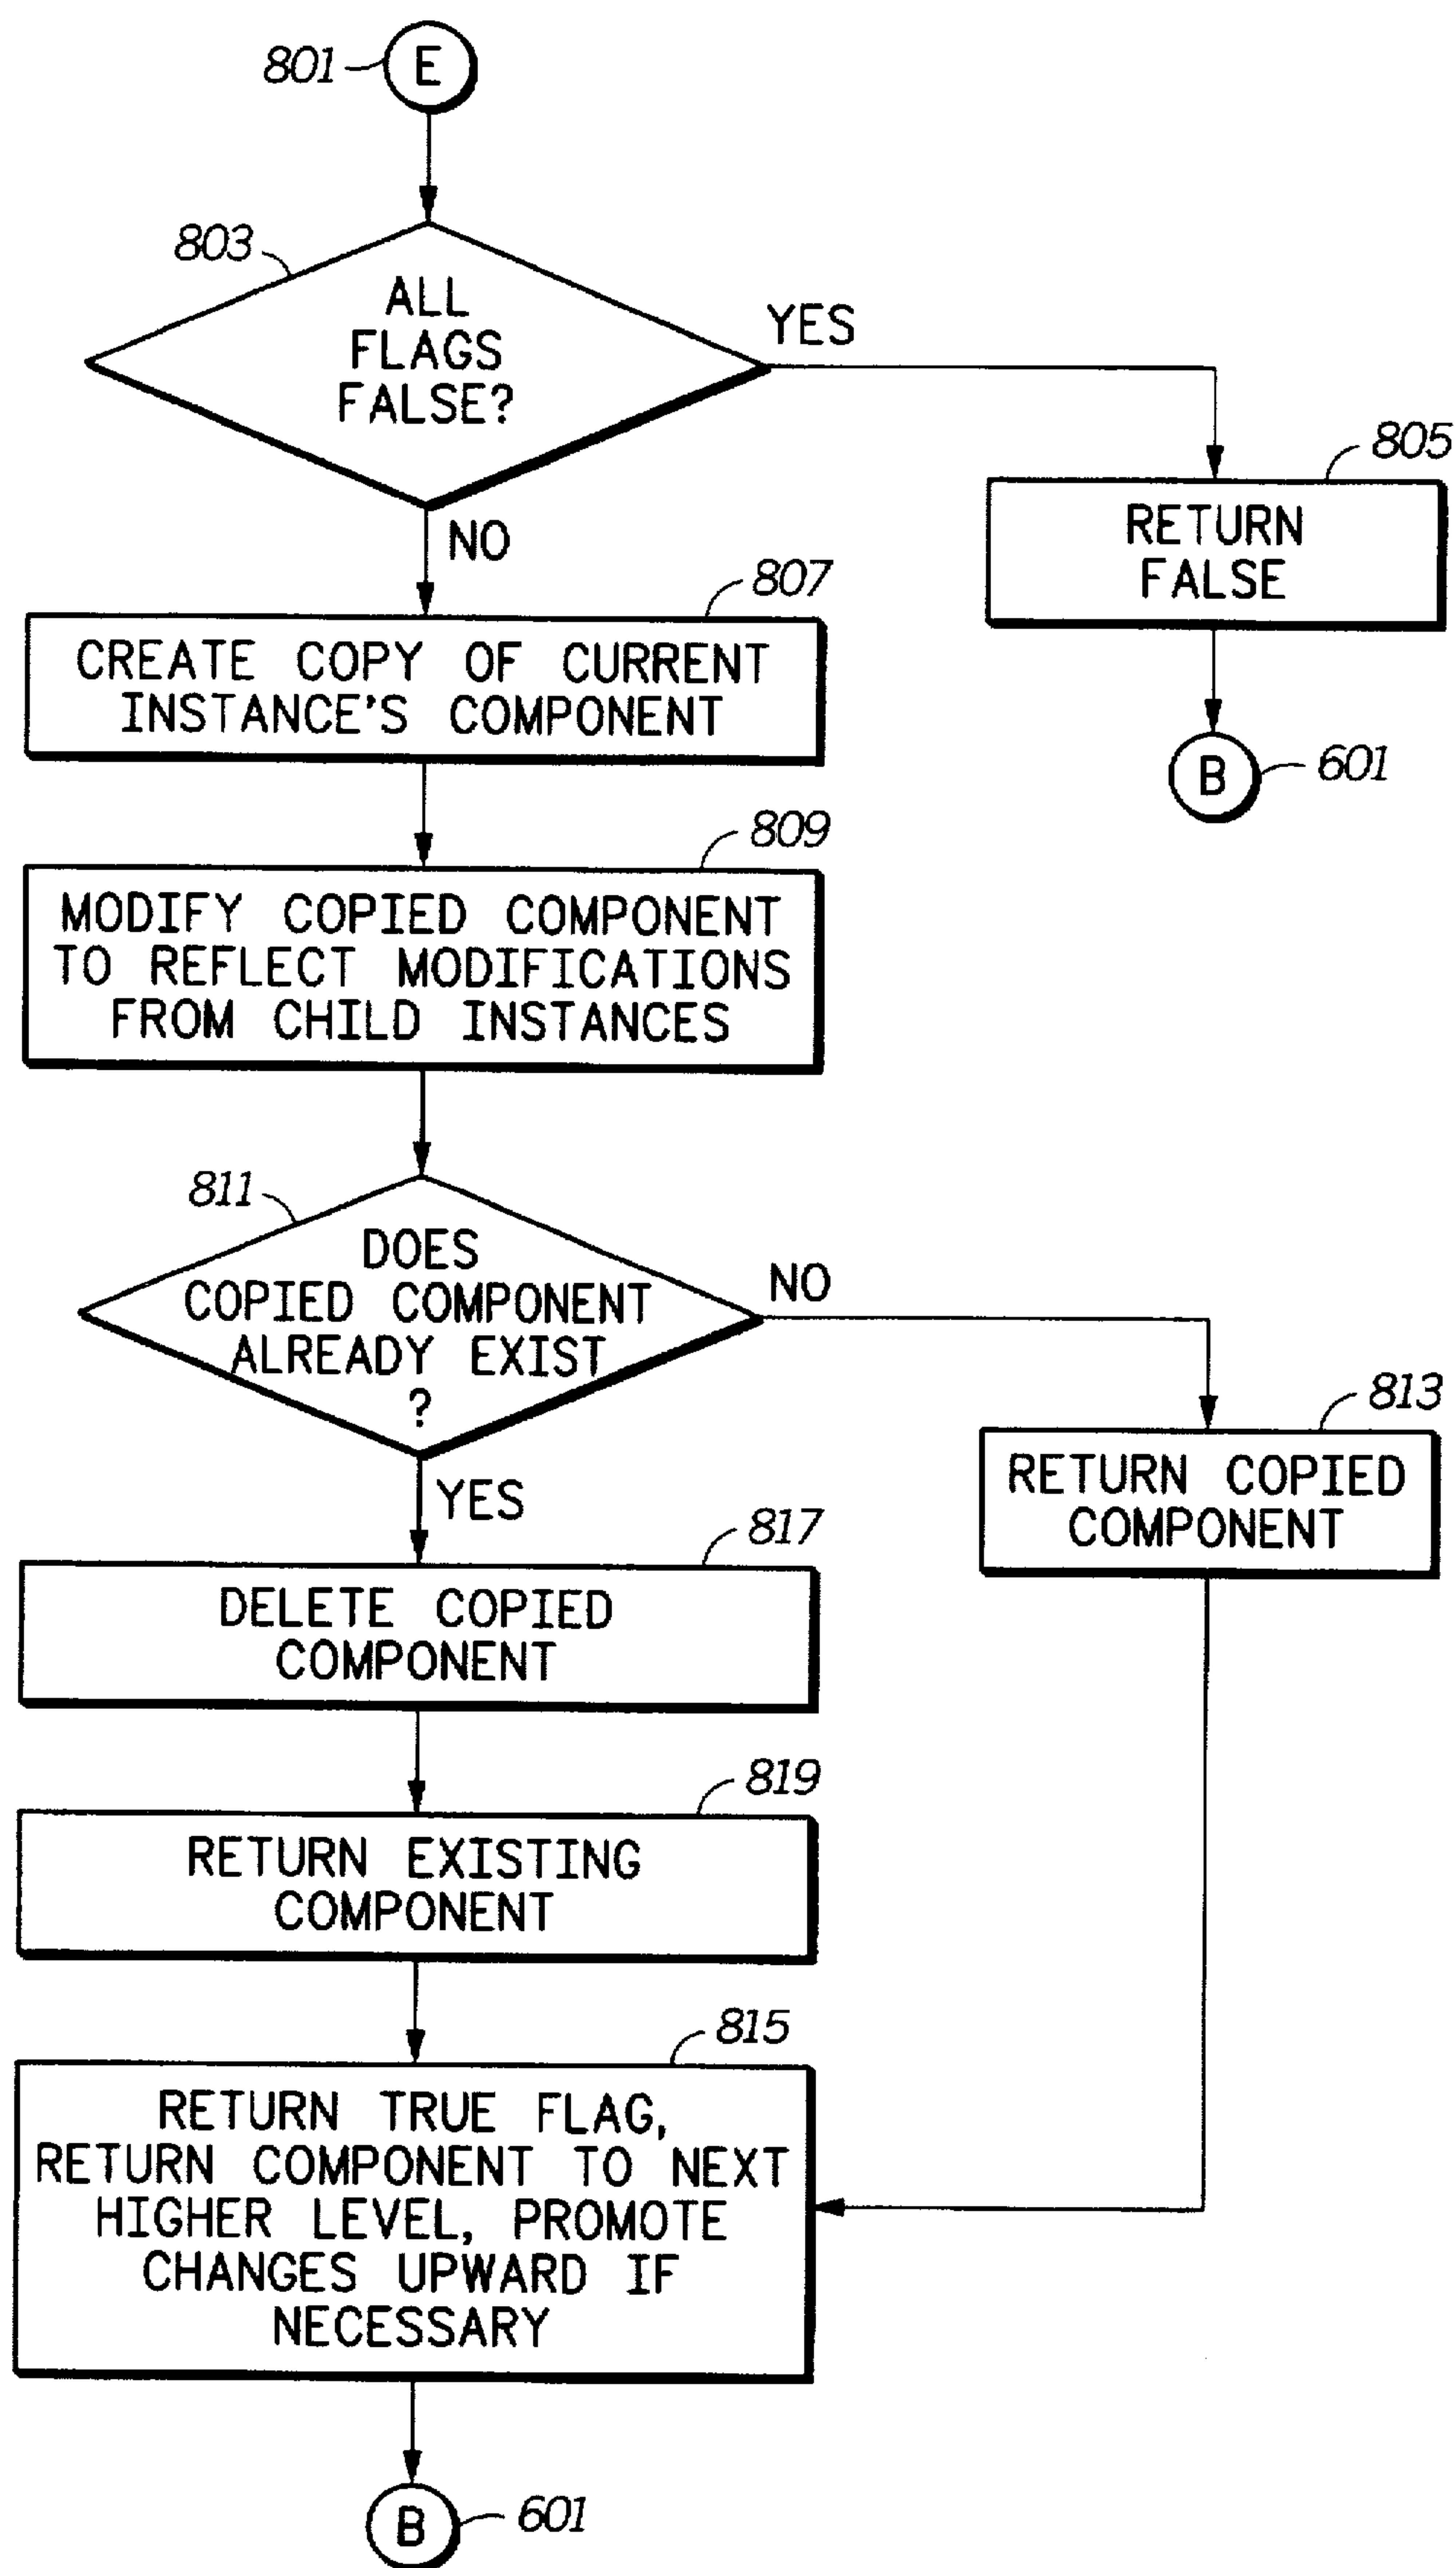 801
E
803
ALL
FLAGS
FALSE?
YES
805
RETURN
FALSE
NO
807
CREATE COPY OF CURRENT
INSTANCE'S COMPONENT
B
601
809
MODIFY COPIED COMPONENT
TO REFLECT MODIFICATIONS
FROM CHILD INSTANCES
811
DOES
COPIED COMPONENT
ALREADY EXIST
?
NO
813
RETURN COPIED
COMPONENT
YES
817
DELETE COPIED
COMPONENT
819
RETURN EXISTING
COMPONENT
815
RETURN TRUE FLAG,
RETURN COMPONENT TO NEXT
HIGHER LEVEL, PROMOTE
CHANGES UPWARD IF
NECESSARY
B
601